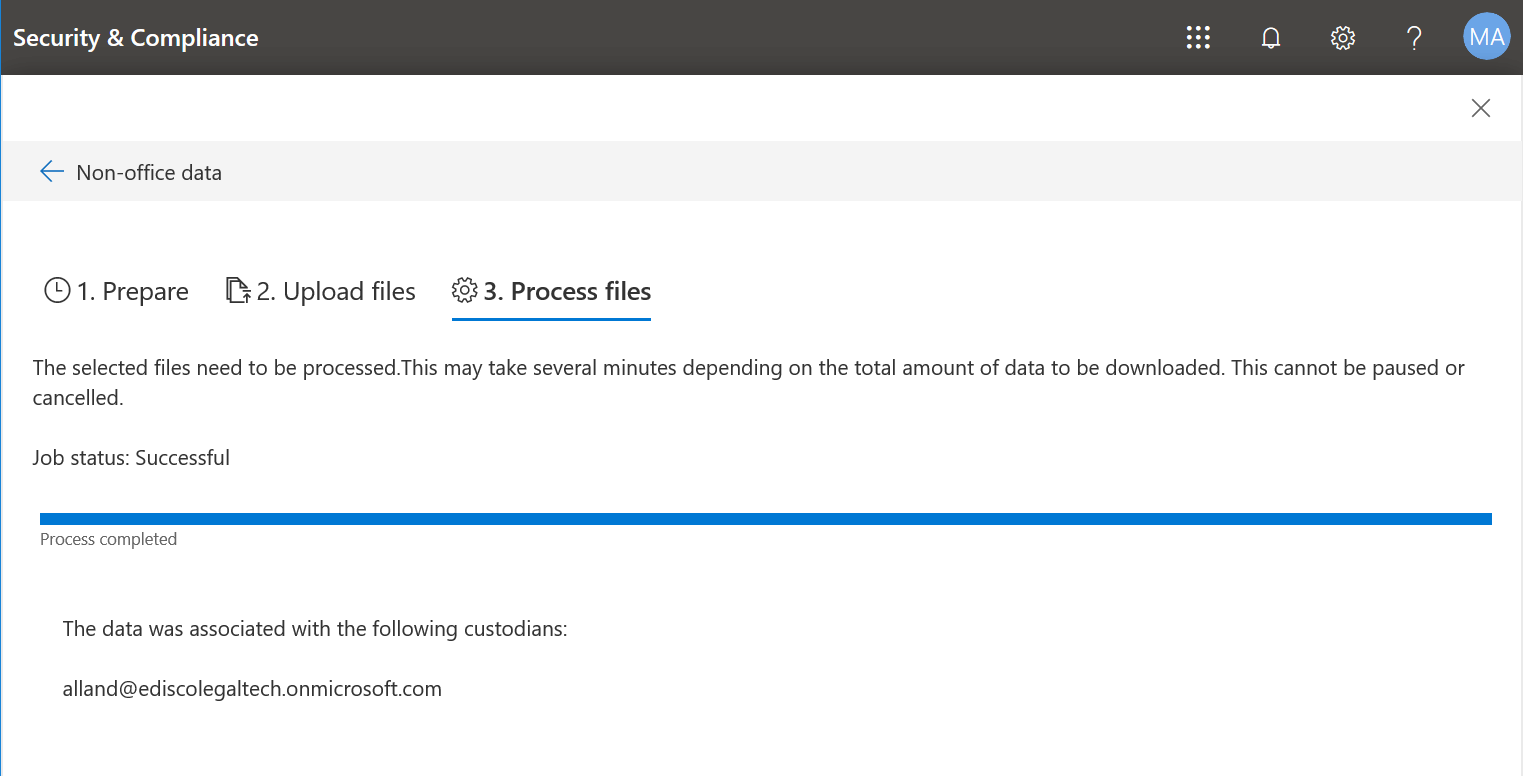 Security & Compliance
MA
Non-office data
1. Prepare
2. Upload files
3. Process files
The selected files need to be processed.This may take several minutes depending on the total amount of data to be downloaded. This cannot be paused or
cancelled.
Job status: Successful
Process completed
The data was associated with the following custodians:
alland@ediscolegaltech.onmicrosoft.com